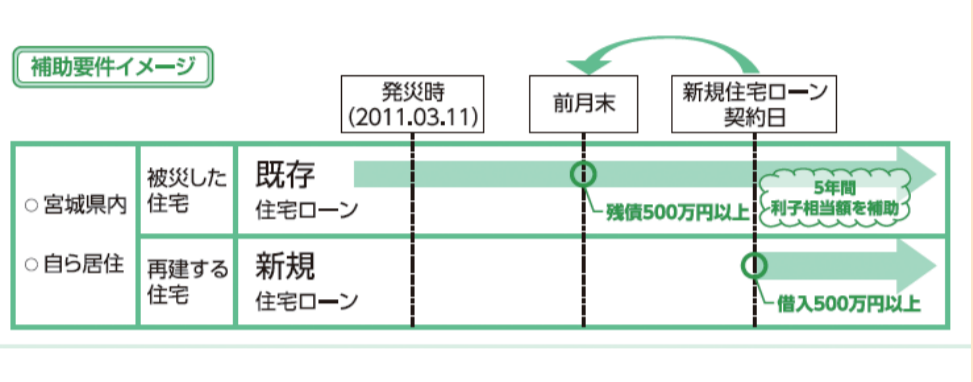 補助要件イメージ
発災時
(2011.03.11)
前月末
新規住宅ローン
契約日
○ 宮城県内
○ 自ら居住
被災した
住宅
既存
住宅ローン
残債500万円以上
5年間
利子相当額を補助
再建する
住宅
新規
住宅ローン
借入500万円以上